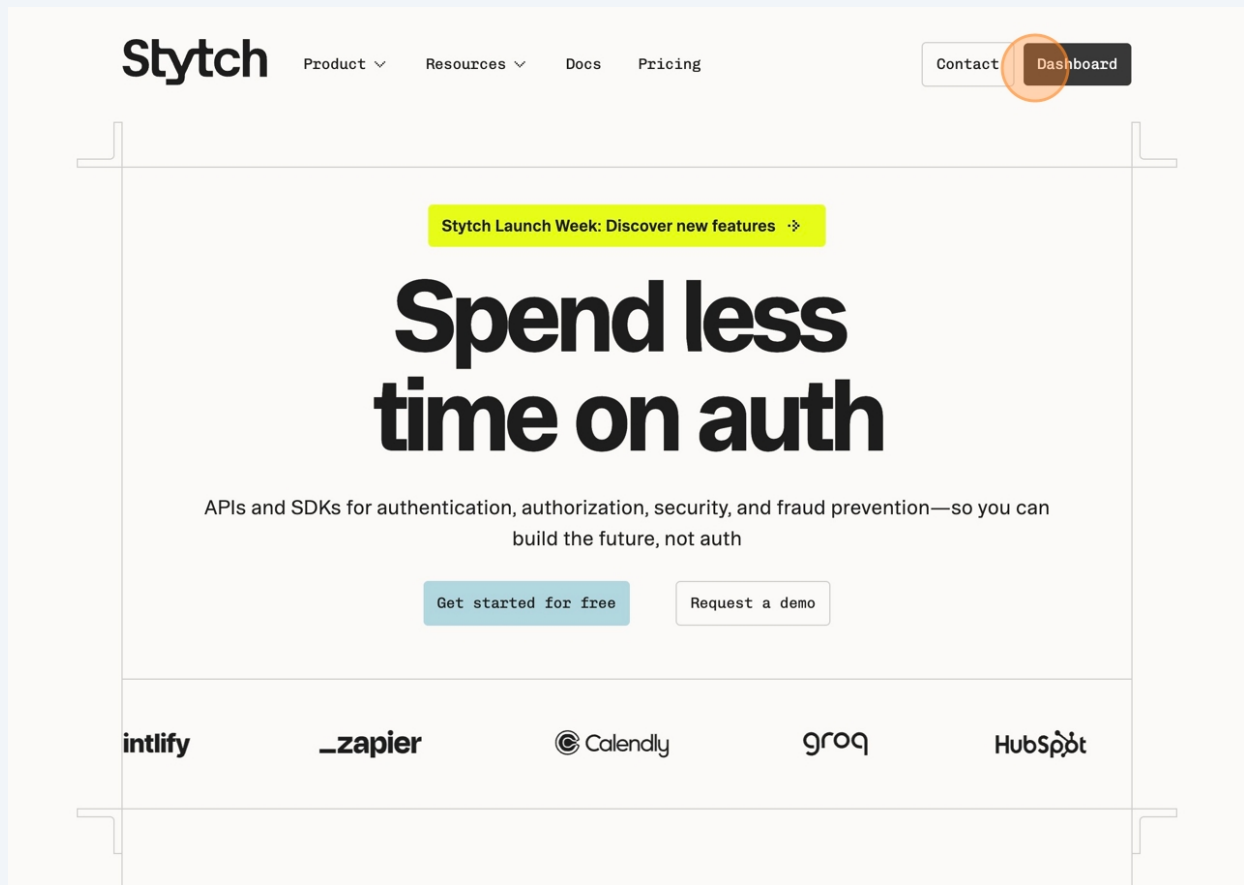 Stytch
Product
Resources
Docs
Pricing
Contact
Dashboard
Stytch Launch Week: Discover new features
Spend less
time on auth
APIs and SDKs for authentication, authorization, security, and fraud prevention—so you can
build the future, not auth
Get started for free
Request a demo
intlify
_zapier
Calendly
groq
HubSpot